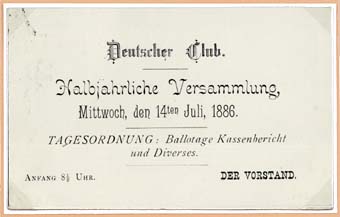 Deutscher Club.
Halbjährliche Versammlung,
Mittwoch, den 14ten Juli, 1886.
TAGESORDNUNG: Ballotage Kassenbericht
und Diverses.
ANFANG 8½ UHR. DER VORSTAND.